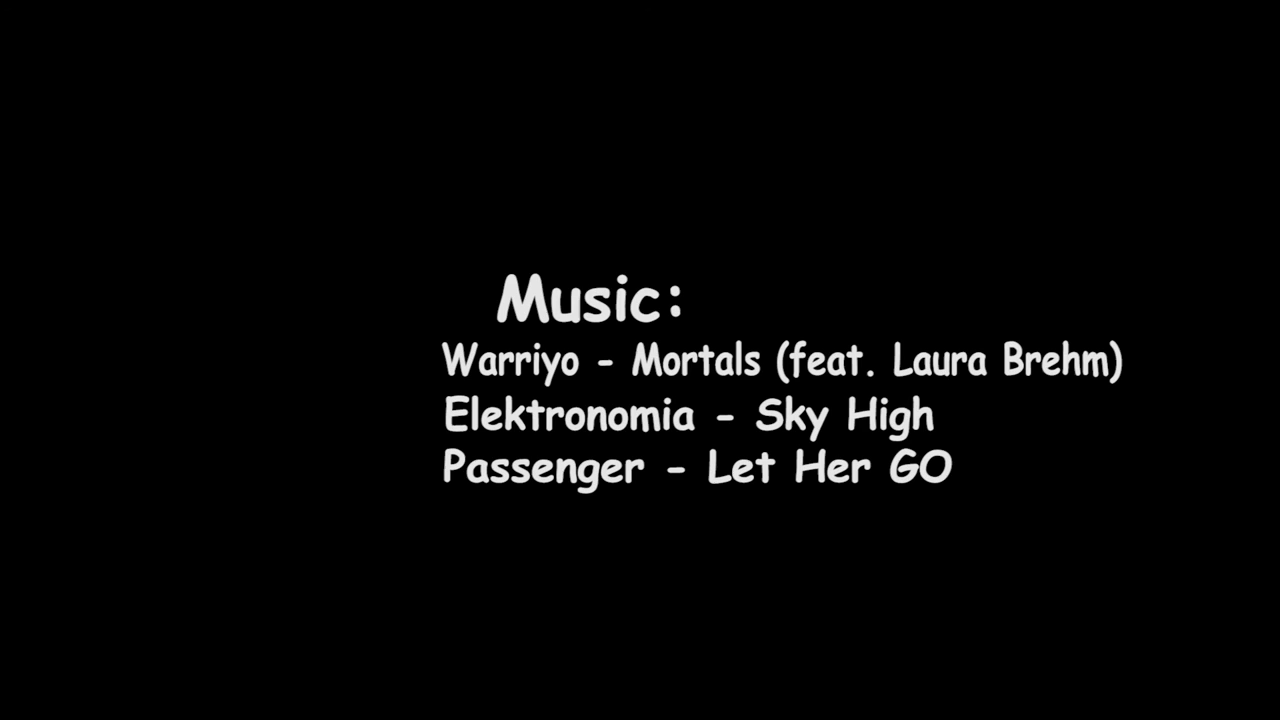 Music:
Warriyo - Mortals (feat. Laura Brehm)
Elektronomia - Sky High
Passenger - Let Her GO